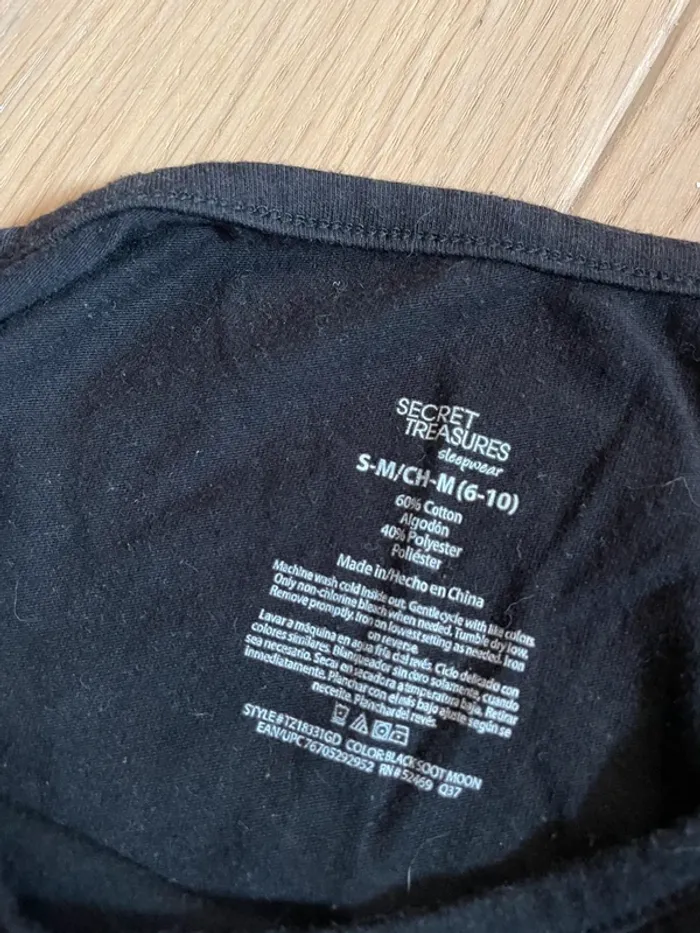 SECRET
TREASURES
sleepwear
S-M/CH-M (6-10)
60% Cotton
Algodón
40% Polyester
Poliéster
Made in/Hecho en China
Machine wash cold inside out. Gentle cycle with like colors.
Only non-chlorine bleach when needed. Tumble dry low.
Remove promptly. Iron on lowest setting as needed. Iron
on reverse.
Lavar a máquina en agua fría del revés. Ciclo delicado con
colores similares. Blanqueador sin cloro solamente, cuando
sea necesario. Secar en secadora a temperatura baja. Retirar
inmediatamente. Planchar con el más bajo ajuste según se
necesite. Planchar del revés.
STYLE # TZ18331GD COLOR: BLACK SOOT MOON
EAN/UPC 76705292952 RN # 52469 Q37